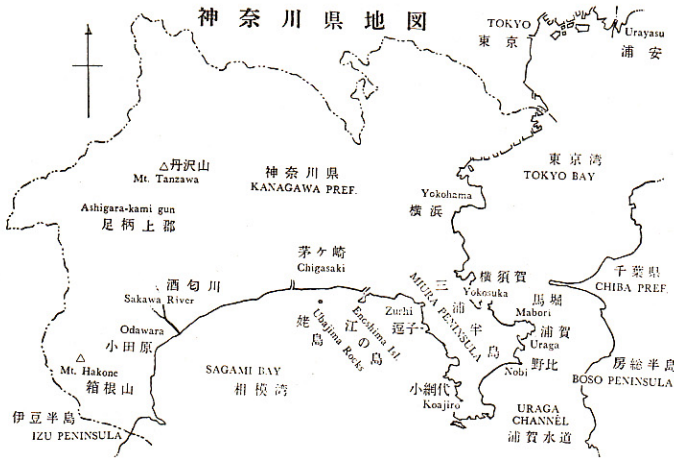 神奈川県地図
TOKYO
東京
Urayasu
浦安
東京湾
TOKYO BAY
△丹沢山
Mt. Tanzawa
神奈川県
KANAGAWA PREF.
Yokohama
横浜
Ashigara-kami gun
足柄上郡
茅ケ崎
Chigasaki
酒匂川
Sakawa River
Odawara
小田原
△
Mt. Hakone
箱根山
伊豆半島
IZU PENINSULA
SAGAMI BAY
相模湾
姥島
Ubajima Rocks
江の島
Enoshima Isl.
Zushi
逗子
三浦半島
MIURA PENINSULA
横須賀
Yokosuka
馬堀
Mabori
浦賀
Uraga
野比
Nobi
小網代
Koajiro
千葉県
CHIBA PREF.
房総半島
BOSO PENINSULA
URAGA
CHANNEL
浦賀水道